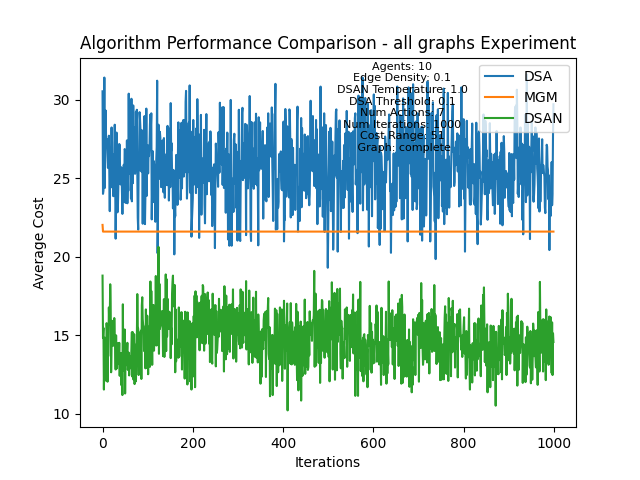 Algorithm Performance Comparison - all graphs Experiment
Agents: 10
Edge Density: 0.1
DSAN Temperature: 1.0
DSA Threshold: 0.1
Num Actions: 7
Num Iterations: 1000
Cost Range: 51
Graph: complete
DSA
MGM
DSAN
Average Cost
30
25
20
15
10
0
200
400
600
800
1000
Iterations